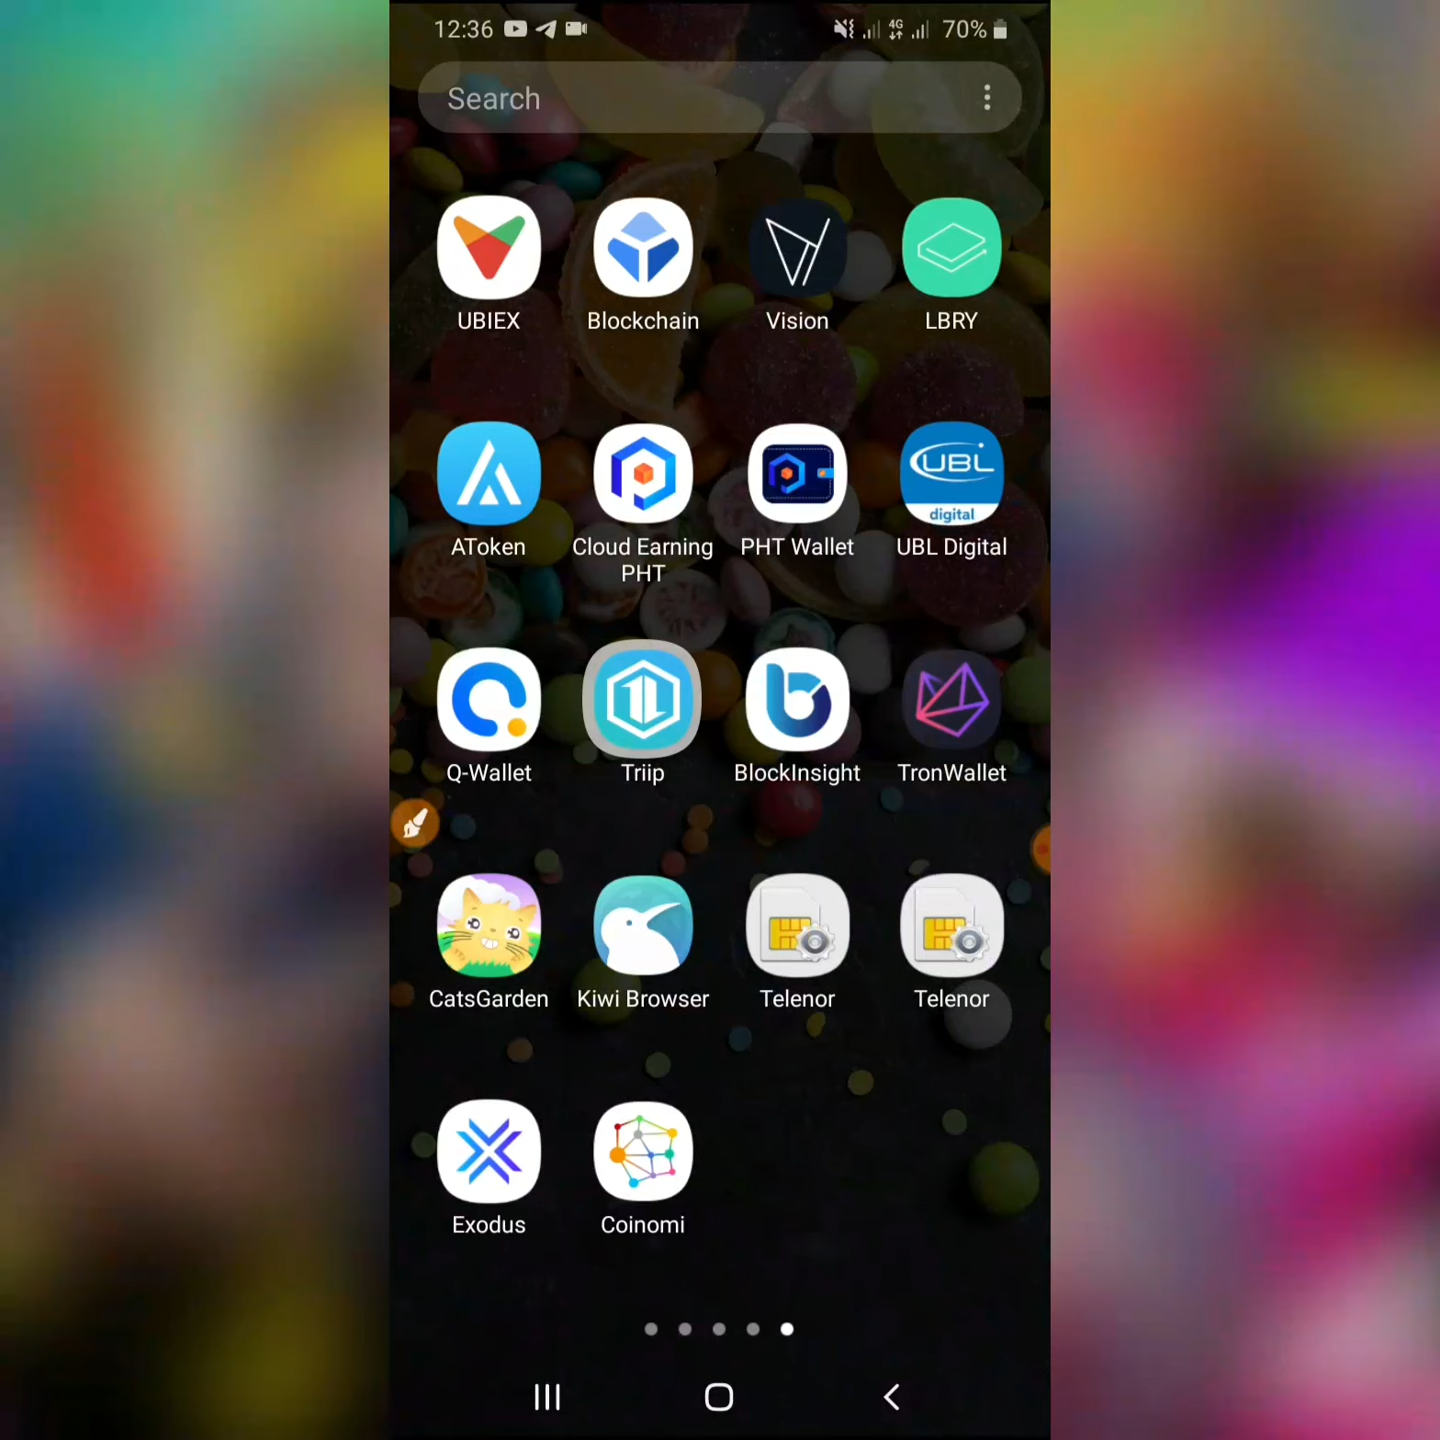 12:36 4G 70%
Search
UBIEX Blockchain Vision LBRY
UBL
digital
AToken Cloud Earning PHT Wallet UBL Digital
PHT
Q-Wallet Triip BlockInsight TronWallet
CatsGarden Kiwi Browser Telenor Telenor
Exodus Coinomi